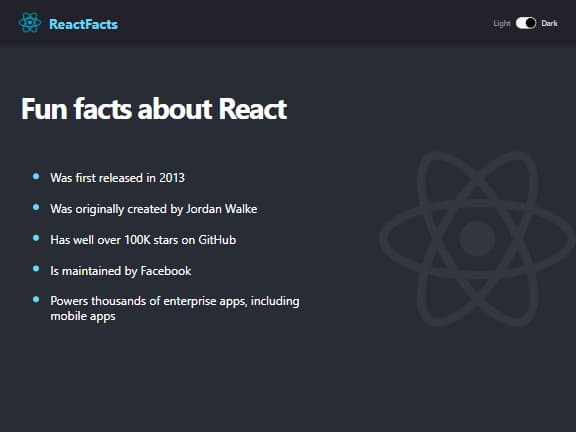 ReactFacts
Light Dark
Fun facts about React
Was first released in 2013
Was originally created by Jordan Walke
Has well over 100K stars on GitHub
Is maintained by Facebook
Powers thousands of enterprise apps, including
mobile apps